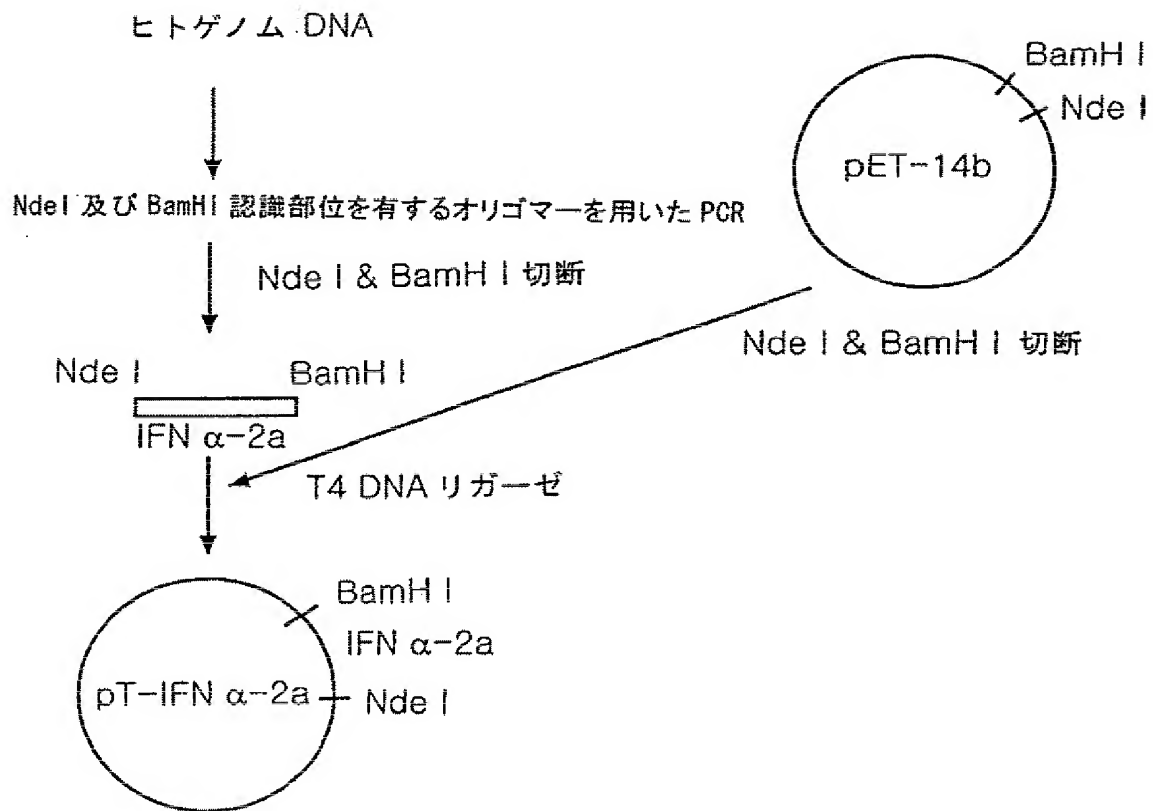 ヒトゲノム DNA
BamH I
Nde I
pET-14b
NdeI 及び BamHI 認識部位を有するオリゴマーを用いた PCR
Nde I & BamH I 切断
Nde I & BamH I 切断
Nde I
BamH I
IFN α-2a
T4 DNA リガーゼ
BamH I
IFN α-2a
pT-IFN α-2a
Nde I